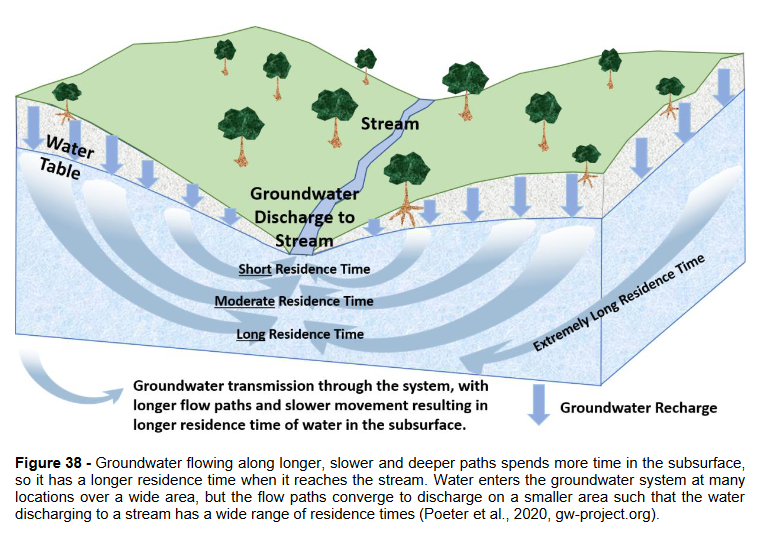 Stream
Water
Table
Groundwater
Discharge to
Stream
Short Residence Time
Moderate Residence Time
Long Residence Time
Extremely Long Residence Time
Groundwater transmission through the system, with
longer flow paths and slower movement resulting in
longer residence time of water in the subsurface.
Groundwater Recharge
Figure 38 - Groundwater flowing along longer, slower and deeper paths spends more time in the subsurface,
so it has a longer residence time when it reaches the stream. Water enters the groundwater system at many
locations over a wide area, but the flow paths converge to discharge on a smaller area such that the water
discharging to a stream has a wide range of residence times (Poeter et al., 2020, gw-project.org).